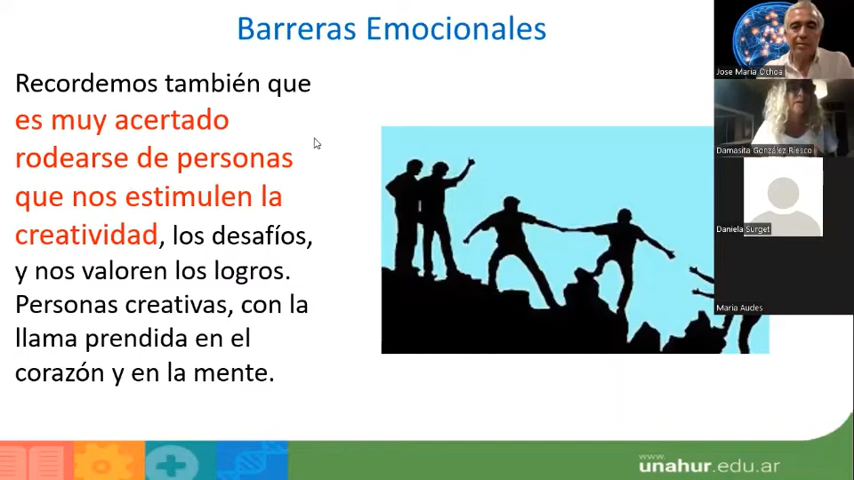 Barreras Emocionales
Recordemos también que
es muy acertado
rodearse de personas
que nos estimulen la
creatividad, los desafíos,
y nos valoren los logros.
Personas creativas, con la
llama prendida en el
corazón y en la mente.
Jose Maria Ochoa
Damasita González Riesco
Daniela Surget
Maria Audes
www.
unahur.edu.ar